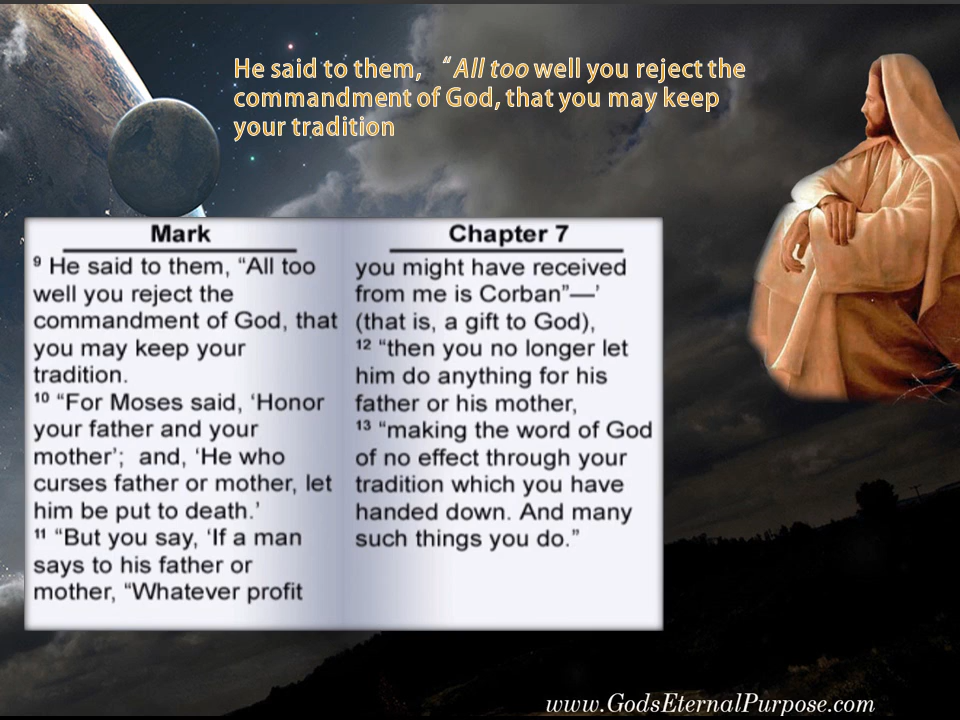 He said to them, “All too well you reject the
commandment of God, that you may keep
your tradition
Mark
⁹ He said to them, “All too
well you reject the
commandment of God, that
you may keep your
tradition.
¹⁰ “For Moses said, ‘Honor
your father and your
mother’; and, ‘He who
curses father or mother, let
him be put to death.’
¹¹ “But you say, ‘If a man
says to his father or
mother, “Whatever profit
Chapter 7
you might have received
from me is Corban”—’
(that is, a gift to God),
¹² “then you no longer let
him do anything for his
father or his mother,
¹³ “making the word of God
of no effect through your
tradition which you have
handed down. And many
such things you do.”
www.GodsEternalPurpose.com